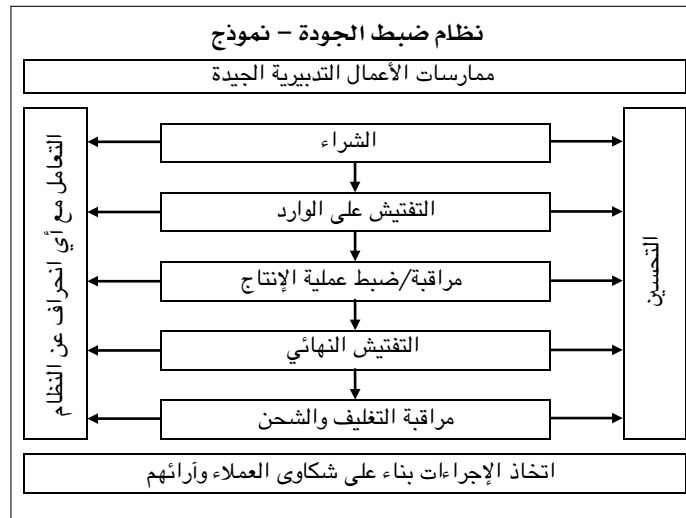 نظام ضبط الجودة – نموذج
ممارسات الأعمال التدبيرية الجيدة
التحسين
الشراء
التفتيش على الوارد
مراقبة/ضبط عملية الإنتاج
التفتيش النهائي
مراقبة التغليف والشحن
التعامل مع أي انحراف عن النظام
اتخاذ الإجراءات بناء على شكاوى العملاء وآرائهم